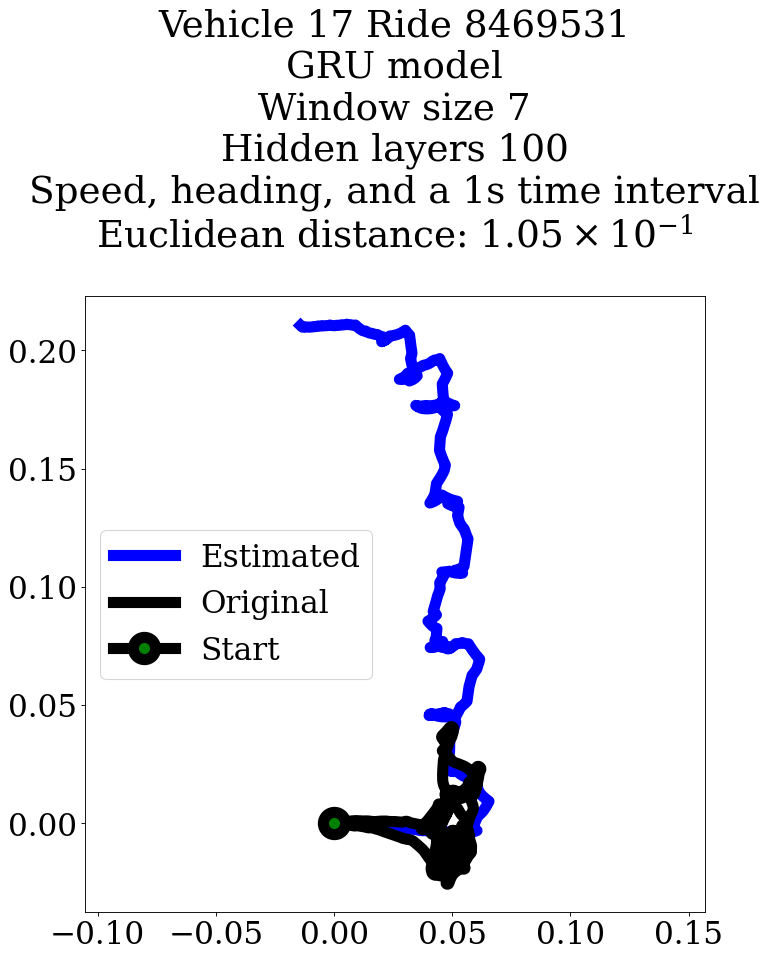 Vehicle 17 Ride 8469531
GRU model
Window size 7
Hidden layers 100
Speed, heading, and a 1s time interval
Euclidean distance: 1.05 × 10⁻¹
0.20
0.15
0.10
0.05
0.00
Estimated
Original
Start
−0.10 −0.05 0.00 0.05 0.10 0.15